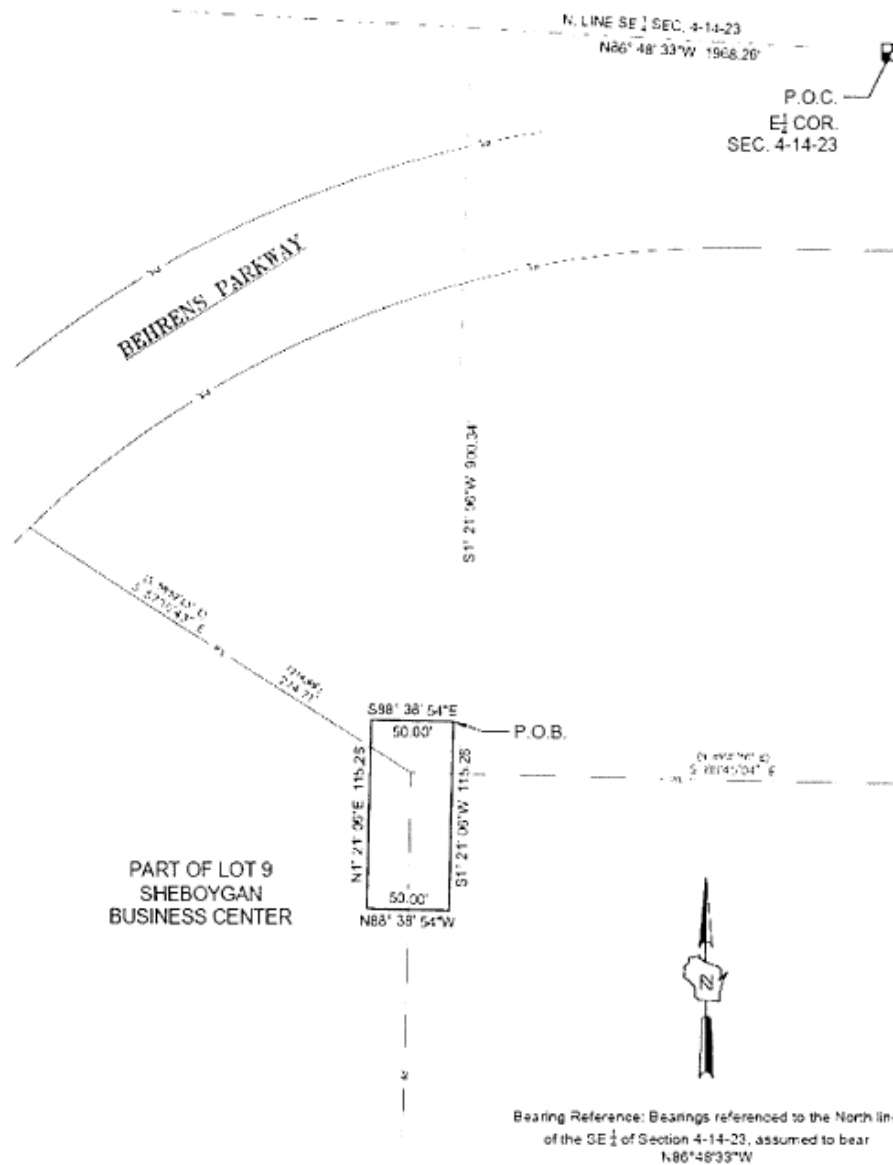 N. LINE SE 1/4 SEC. 4-14-23
N86° 48' 33"W 1968.26'
P.O.C.
E 1/4 COR.
SEC. 4-14-23
BEHRENS PARKWAY
S1° 21' 06"W 900.34'
S88° 38' 54"E
50.00'
P.O.B.
N1° 21' 06"E 115.26
S1° 21' 06"W 115.26
50.00'
N88° 38' 54"W
PART OF LOT 9
SHEBOYGAN
BUSINESS CENTER
Bearing Reference: Bearings referenced to the North lin
of the SE 1/4 of Section 4-14-23, assumed to bear
N86°48'33"W